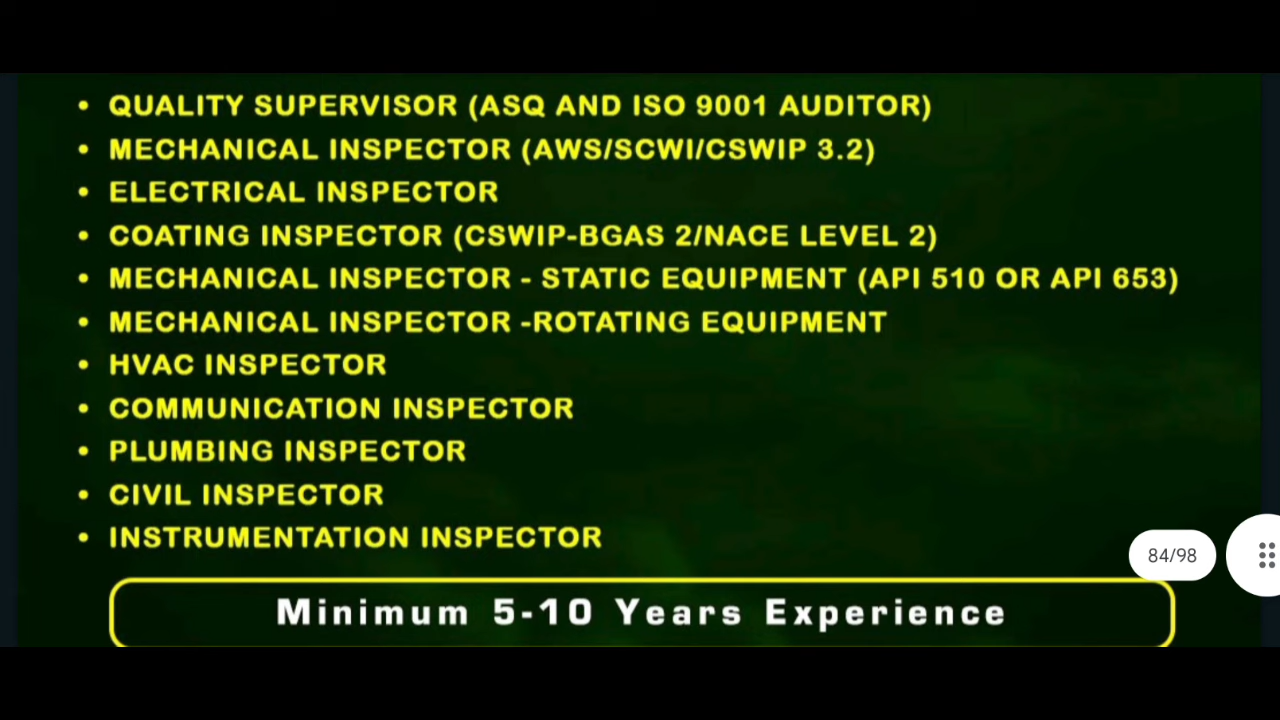 • QUALITY SUPERVISOR (ASQ AND ISO 9001 AUDITOR)
• MECHANICAL INSPECTOR (AWS/SCWI/CSWIP 3.2)
• ELECTRICAL INSPECTOR
• COATING INSPECTOR (CSWIP-BGAS 2/NACE LEVEL 2)
• MECHANICAL INSPECTOR - STATIC EQUIPMENT (API 510 OR API 653)
• MECHANICAL INSPECTOR -ROTATING EQUIPMENT
• HVAC INSPECTOR
• COMMUNICATION INSPECTOR
• PLUMBING INSPECTOR
• CIVIL INSPECTOR
• INSTRUMENTATION INSPECTOR
84/98
Minimum 5-10 Years Experience